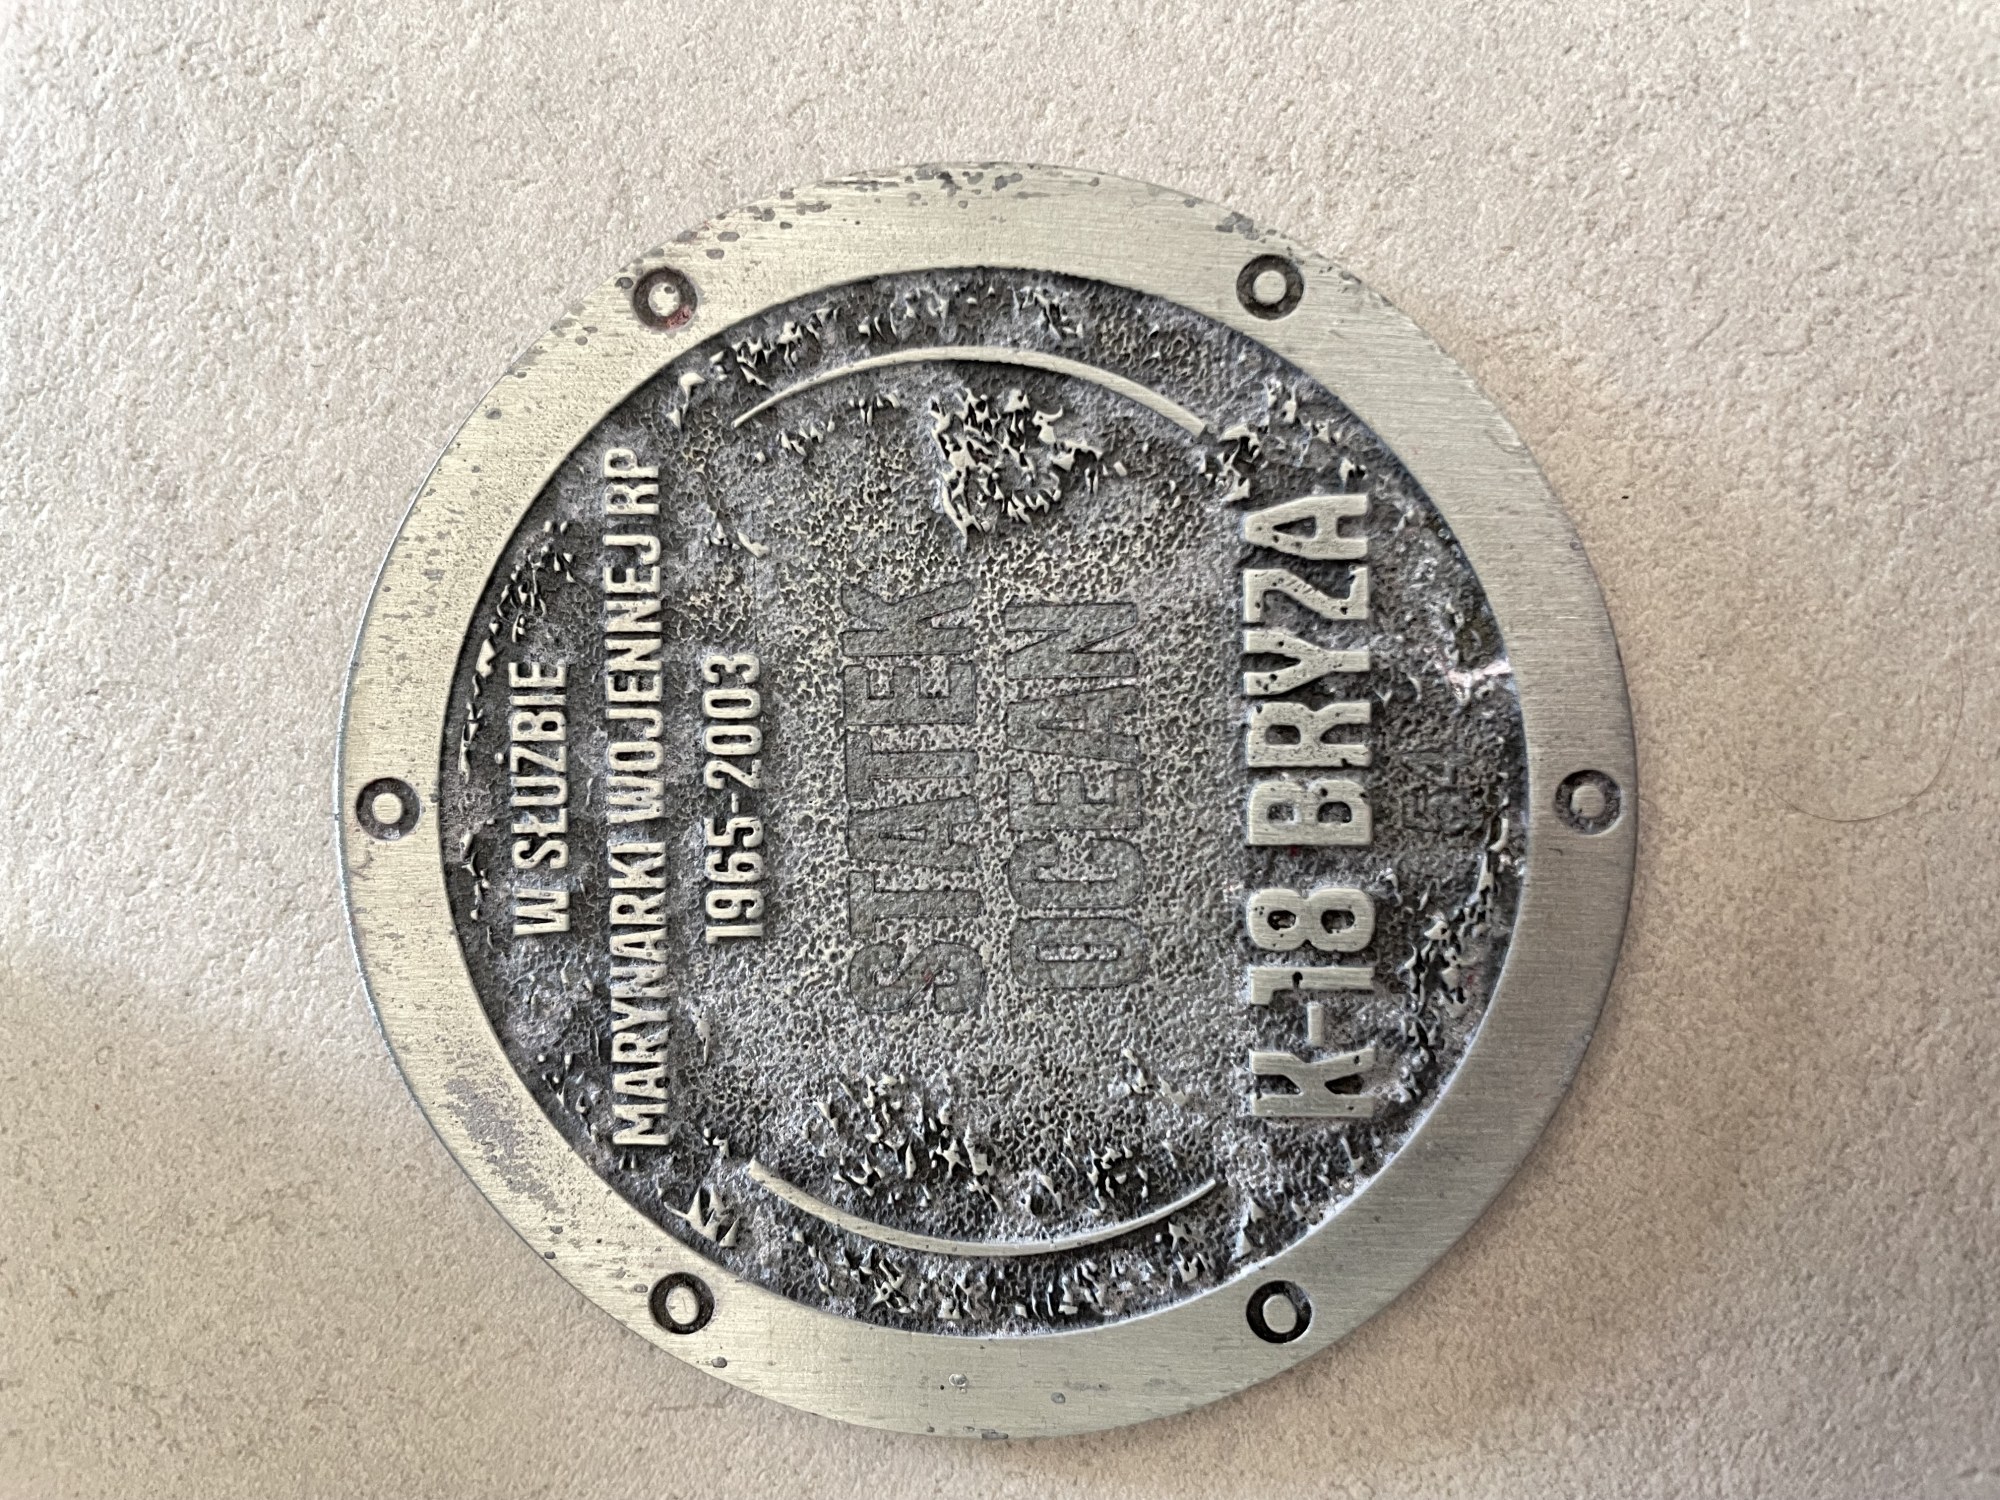 W SŁUŻBIE
MARYNARKI WOJENNEJ RP
1965-2003
STATEK
OCEAN
K-18 BRYZA